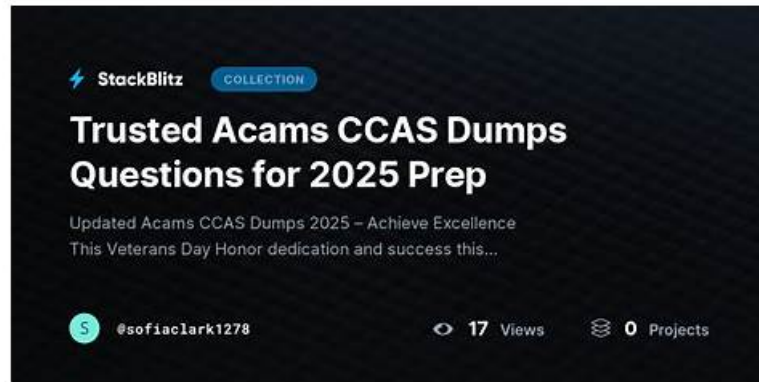 StackBlitz COLLECTION
Trusted Acams CCAS Dumps
Questions for 2025 Prep
Updated Acams CCAS Dumps 2025 – Achieve Excellence
This Veterans Day Honor dedication and success this...
S @sofiaclark1278 17 Views 0 Projects